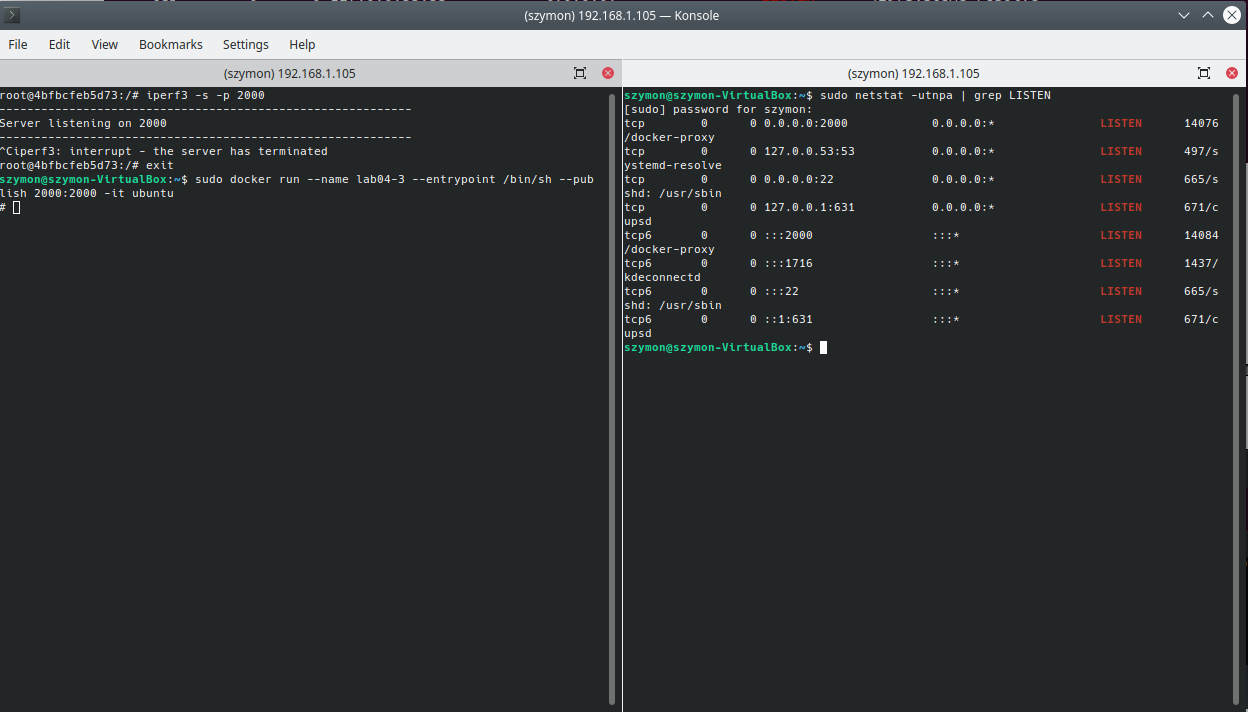 (szymon) 192.168.1.105 — Konsole
File Edit View Bookmarks Settings Help
(szymon) 192.168.1.105
root@4bfbcfeb5d73:/# iperf3 -s -p 2000
-----------------------------------------------------------
Server listening on 2000
-----------------------------------------------------------
^Ciperf3: interrupt - the server has terminated
root@4bfbcfeb5d73:/# exit
szymon@szymon-VirtualBox:~$ sudo docker run --name lab04-3 --entrypoint /bin/sh --pub
lish 2000:2000 -it ubuntu
#
(szymon) 192.168.1.105
szymon@szymon-VirtualBox:~$ sudo netstat -utnpa | grep LISTEN
[sudo] password for szymon:
tcp 0 0 0.0.0.0:2000 0.0.0.0:* LISTEN 14076
/docker-proxy
tcp 0 0 127.0.0.53:53 0.0.0.0:* LISTEN 497/s
ystemd-resolve
tcp 0 0 0.0.0.0:22 0.0.0.0:* LISTEN 665/s
shd: /usr/sbin
tcp 0 0 127.0.0.1:631 0.0.0.0:* LISTEN 671/c
upsd
tcp6 0 0 :::2000 :::* LISTEN 14084
/docker-proxy
tcp6 0 0 :::1716 :::* LISTEN 1437/
kdeconnectd
tcp6 0 0 :::22 :::* LISTEN 665/s
shd: /usr/sbin
tcp6 0 0 ::1:631 :::* LISTEN 671/c
upsd
szymon@szymon-VirtualBox:~$